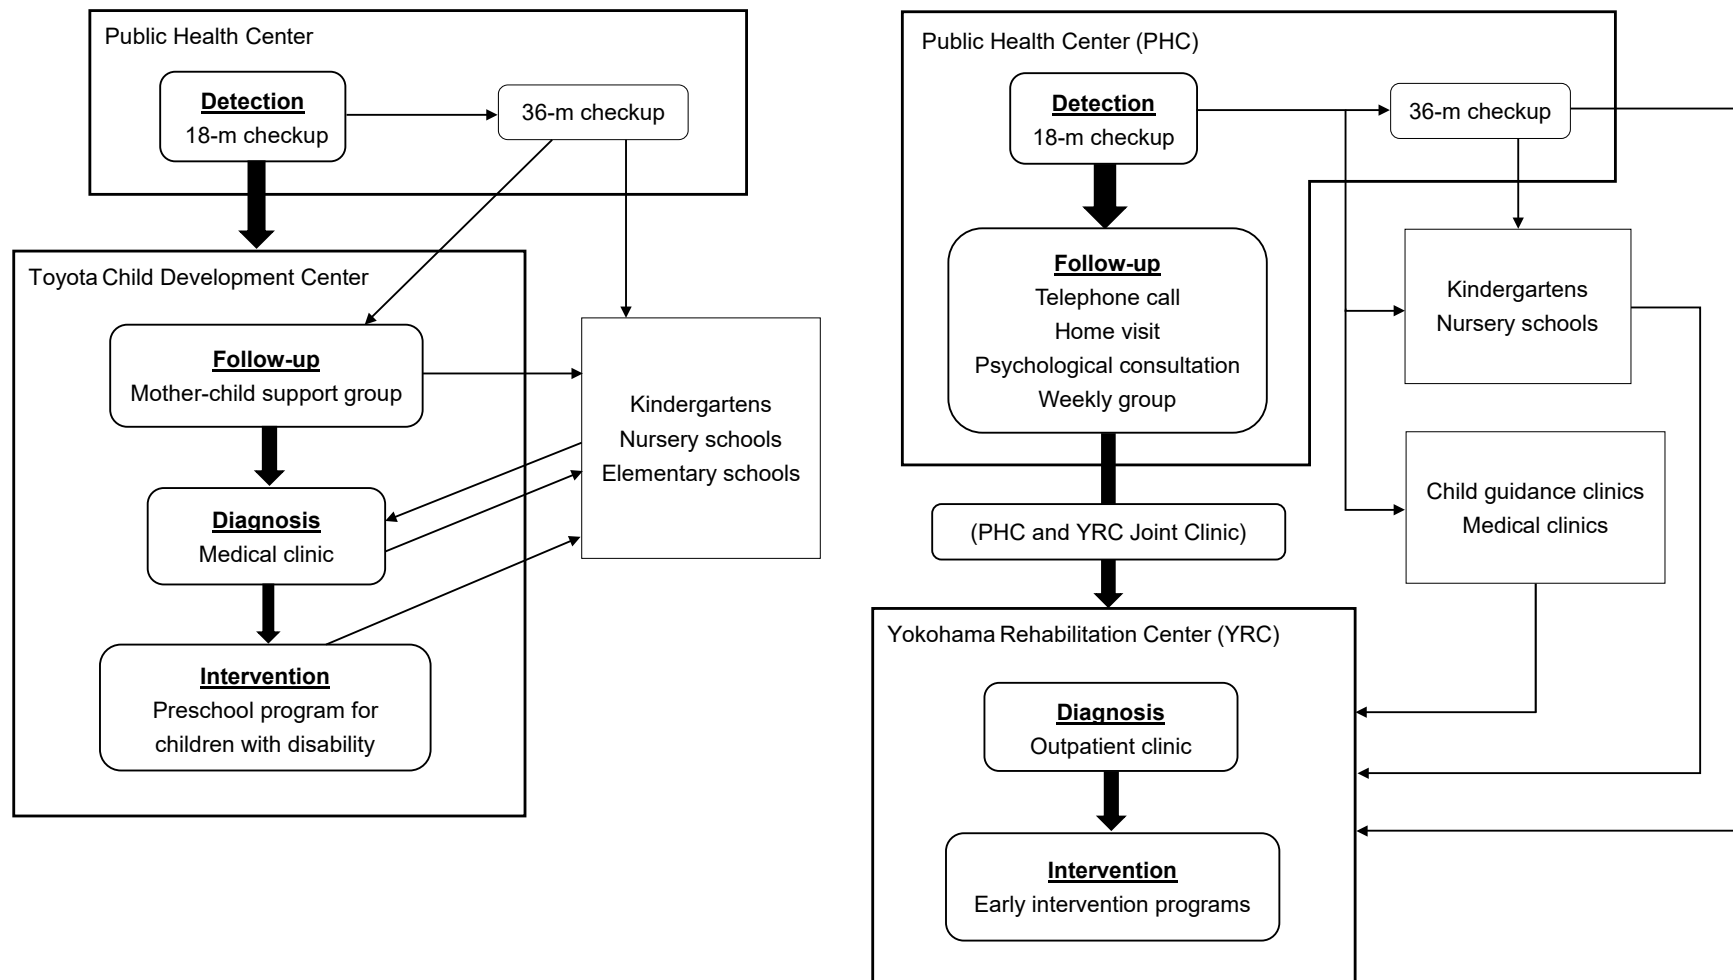 Public Health Center
Detection
18-m checkup
36-m checkup
Toyota Child Development Center
Follow-up
Mother-child support group
Diagnosis
Medical clinic
Intervention
Preschool program for
children with disability
Kindergartens
Nursery schools
Elementary schools
Public Health Center (PHC)
Detection
18-m checkup
36-m checkup
Follow-up
Telephone call
Home visit
Psychological consultation
Weekly group
Kindergartens
Nursery schools
Child guidance clinics
Medical clinics
(PHC and YRC Joint Clinic)
Yokohama Rehabilitation Center (YRC)
Diagnosis
Outpatient clinic
Intervention
Early intervention programs